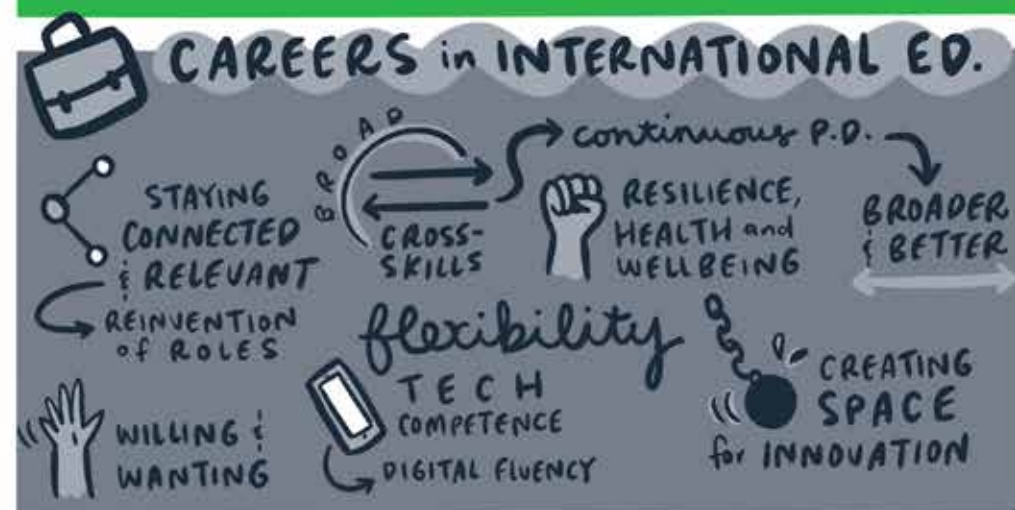 CAREERS in INTERNATIONAL ED.
STAYING
CONNECTED
& RELEVANT
REINVENTION
of ROLES
BROAD
CROSS-
SKILLS
continuous P.D.
BROADER
& BETTER
RESILIENCE,
HEALTH and
WELLBEING
flexibility
WILLING &
WANTING
TECH
COMPETENCE
DIGITAL FLUENCY
CREATING
SPACE
for INNOVATION